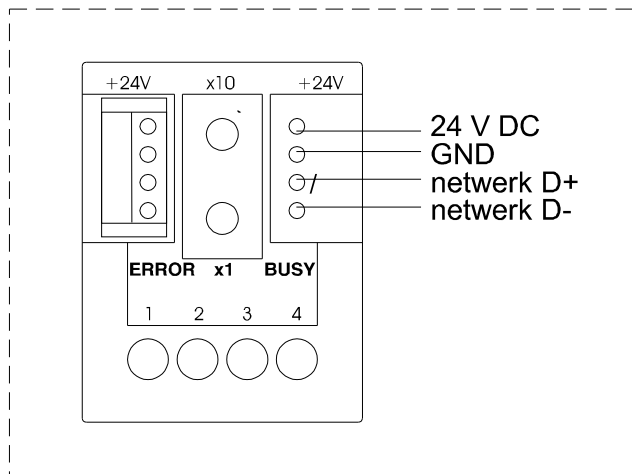 +24V x10 +24V
24 V DC
GND
netwerk D+
/
netwerk D-
ERROR x1 BUSY
1 2 3 4